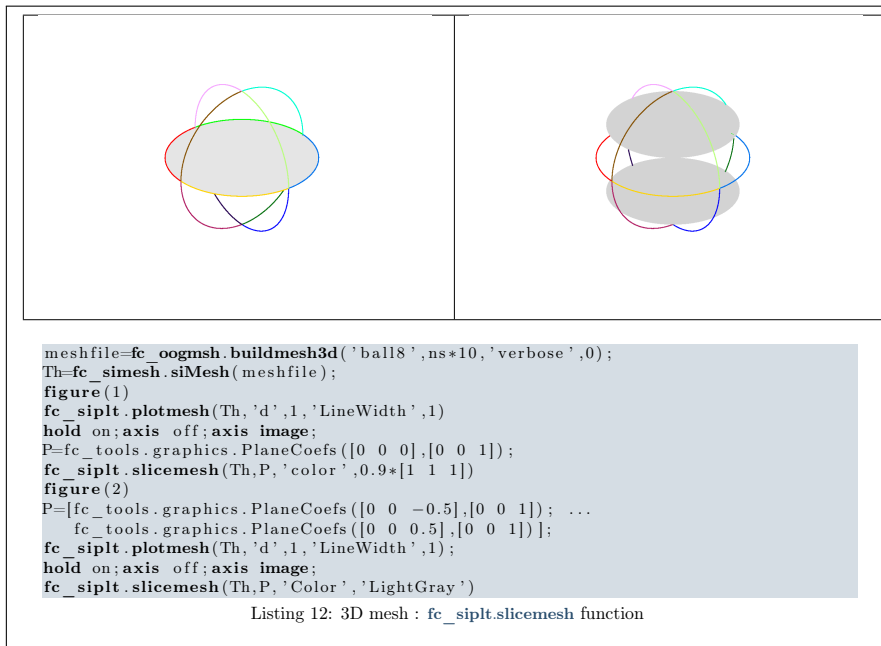 meshfile=fc_oogmsh.buildmesh3d('ball8',ns*10,'verbose',0);
Th=fc_simesh.siMesh(meshfile);
figure(1)
fc_siplt.plotmesh(Th,'d',1,'LineWidth',1)
hold on;axis off;axis image;
P=fc_tools.graphics.PlaneCoefs([0 0 0],[0 0 1]);
fc_siplt.slicemesh(Th,P,'color',0.9*[1 1 1])
figure(2)
P=[fc_tools.graphics.PlaneCoefs([0 0 −0.5],[0 0 1]); ...
fc_tools.graphics.PlaneCoefs([0 0 0.5],[0 0 1])];
fc_siplt.plotmesh(Th,'d',1,'LineWidth',1);
hold on;axis off;axis image;
fc_siplt.slicemesh(Th,P,'Color','LightGray')
Listing 12: 3D mesh : fc_siplt.slicemesh function